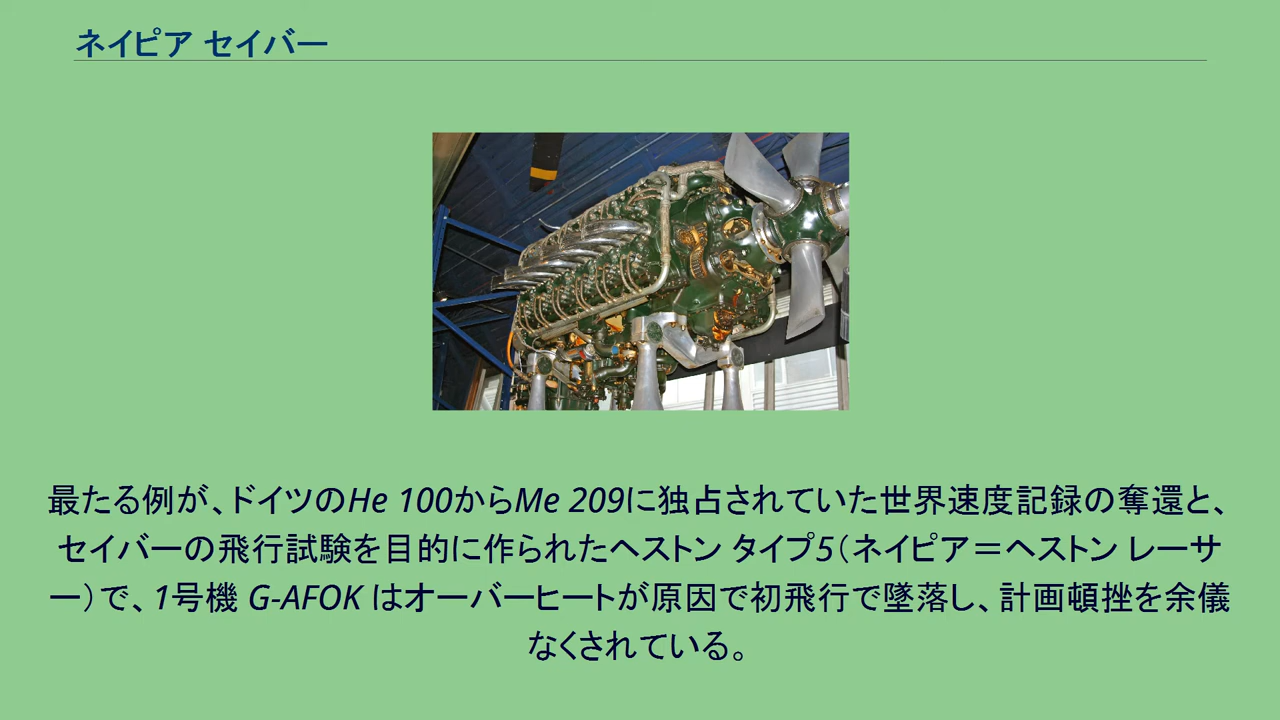 ネイピア セイバー
最たる例が、ドイツのHe 100からMe 209に独占されていた世界速度記録の奪還と、
セイバーの飛行試験を目的に作られたヘストン タイプ5（ネイピア＝ヘストン レーサ
ー）で、1号機 G-AFOK はオーバーヒートが原因で初飛行で墜落し、計画頓挫を余儀
なくされている。